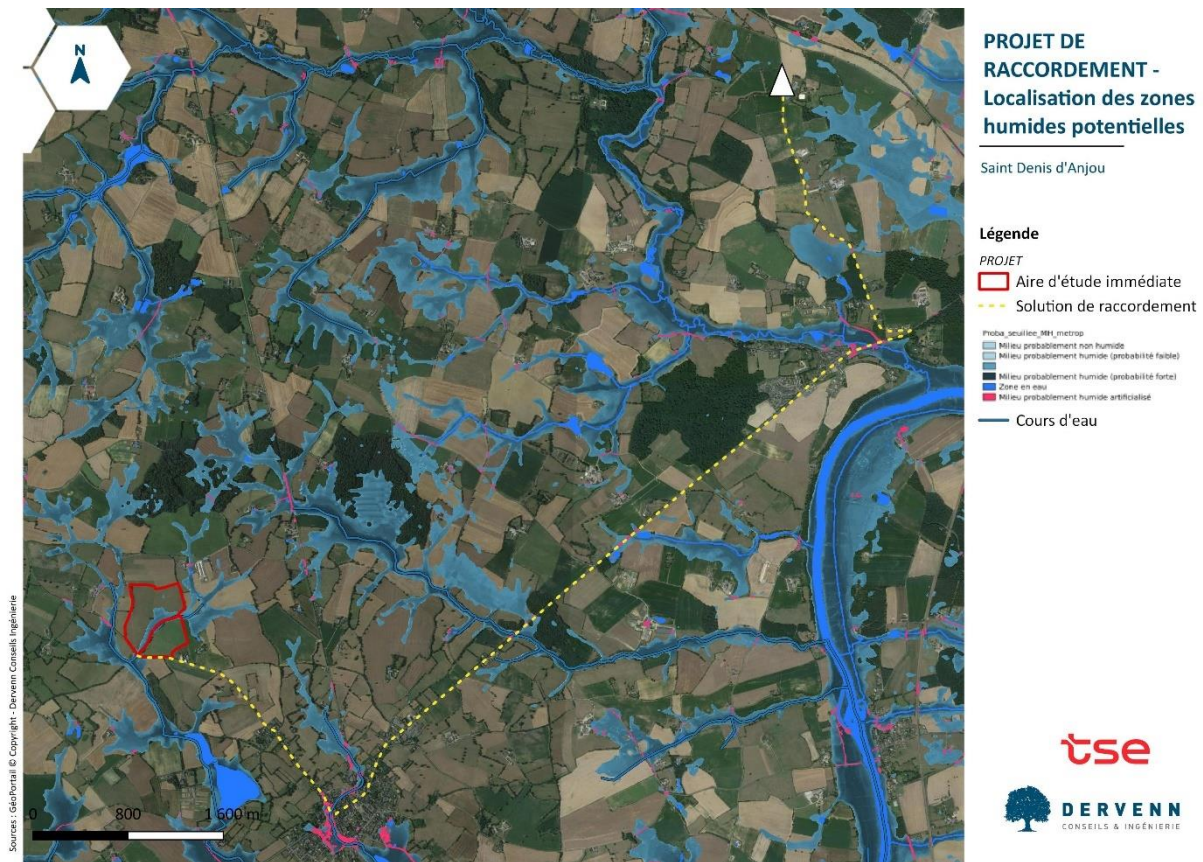 N
PROJET DE
RACCORDEMENT -
Localisation des zones
humides potentielles
Saint Denis d'Anjou
Légende
PROJET
Aire d'étude immédiate
Solution de raccordement
Proba_seuillee_MH_metrop
Milieu probablement non humide
Milieu probablement humide (probabilité faible)
Milieu probablement humide (probabilité forte)
Zone en eau
Milieu probablement humide artificialisé
Cours d'eau
Sources : GéoPortail © Copyright - Dervenn Conseils Ingénierie
0 800 1 600 m
tse
DERVENN
CONSEILS & INGÉNIERIE